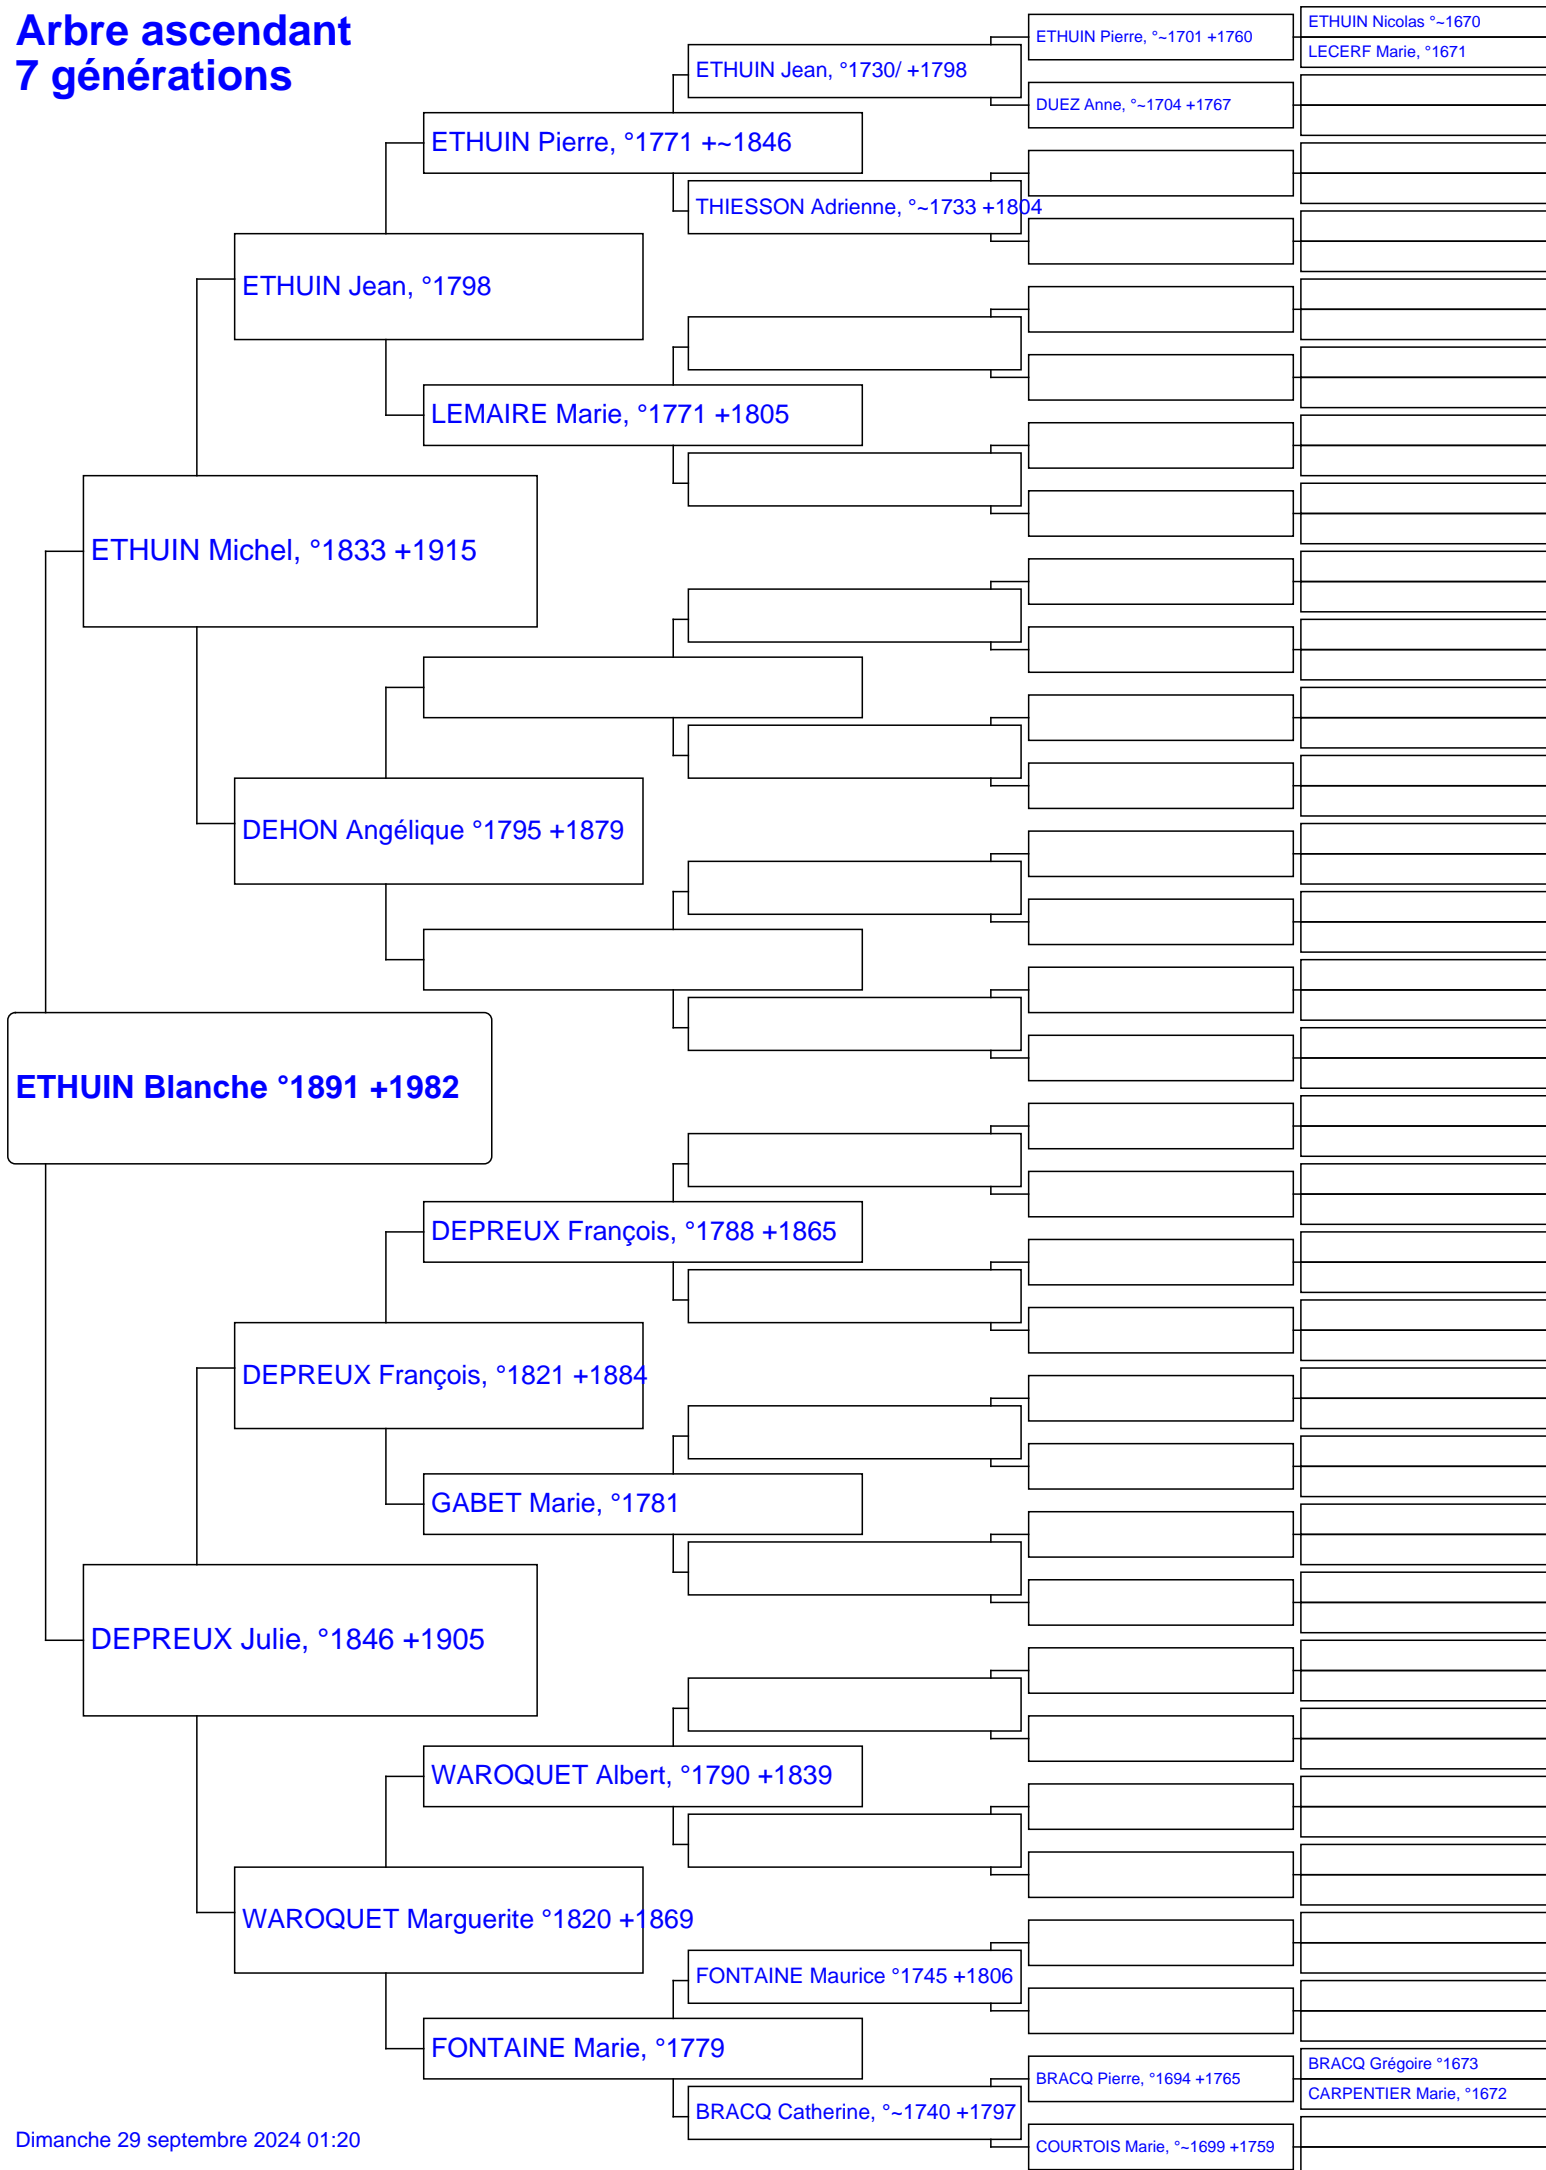 Arbre ascendant
7 générations
ETHUIN Nicolas °~1670
ETHUIN Pierre, °~1701 +1760
LECERF Marie, °1671
ETHUIN Jean, °1730/ +1798
DUEZ Anne, °~1704 +1767
ETHUIN Pierre, °1771 +~1846
THIESSON Adrienne, °~1733 +1804
ETHUIN Jean, °1798
LEMAIRE Marie, °1771 +1805
ETHUIN Michel, °1833 +1915
DEHON Angélique °1795 +1879
ETHUIN Blanche °1891 +1982
DEPREUX François, °1788 +1865
DEPREUX François, °1821 +1884
GABET Marie, °1781
DEPREUX Julie, °1846 +1905
WAROQUET Albert, °1790 +1839
WAROQUET Marguerite °1820 +1869
FONTAINE Maurice °1745 +1806
FONTAINE Marie, °1779
BRACQ Grégoire °1673
BRACQ Pierre, °1694 +1765
CARPENTIER Marie, °1672
BRACQ Catherine, °~1740 +1797
COURTOIS Marie, °~1699 +1759
Dimanche 29 septembre 2024 01:20